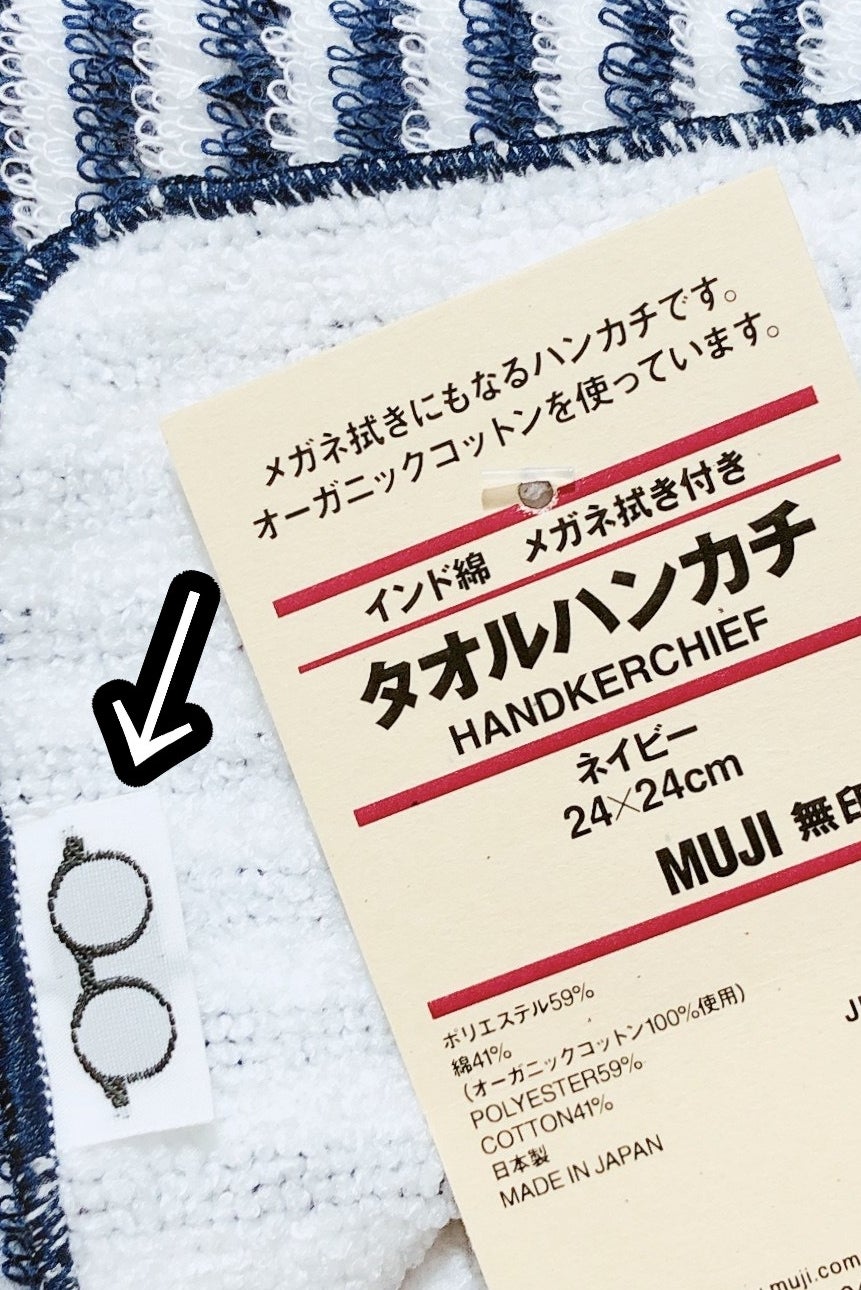 メガネ拭きにもなるハンカチです。
オーガニックコットンを使っています。
インド綿 メガネ拭き付き
タオルハンカチ
HANDKERCHIEF
ネイビー
24×24cm
MUJI 無印
ポリエステル59%
綿41%
(オーガニックコットン100%使用)
POLYESTER59%
COTTON41%
日本製
MADE IN JAPAN
muji.com